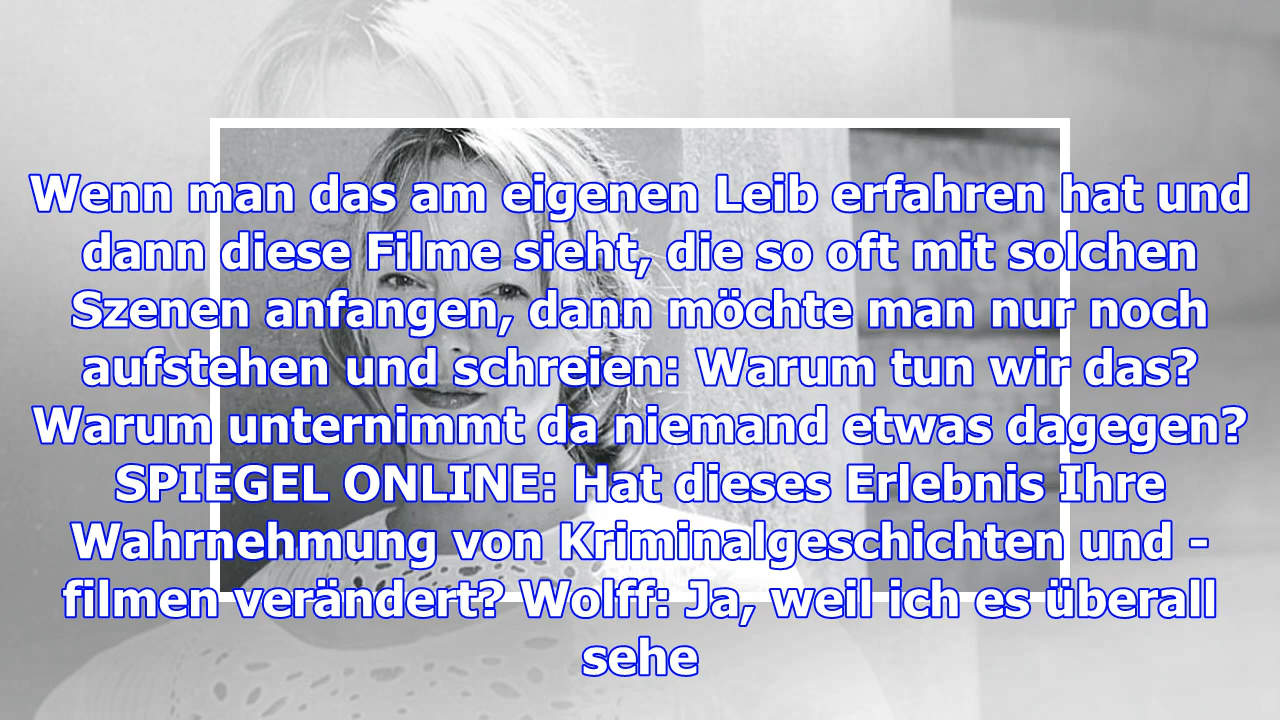 Wenn man das am eigenen Leib erfahren hat und
dann diese Filme sieht, die so oft mit solchen
Szenen anfangen, dann möchte man nur noch
aufstehen und schreien: Warum tun wir das?
Warum unternimmt da niemand etwas dagegen?
SPIEGEL ONLINE: Hat dieses Erlebnis Ihre
Wahrnehmung von Kriminalgeschichten und -
filmen verändert? Wolff: Ja, weil ich es überall
sehe